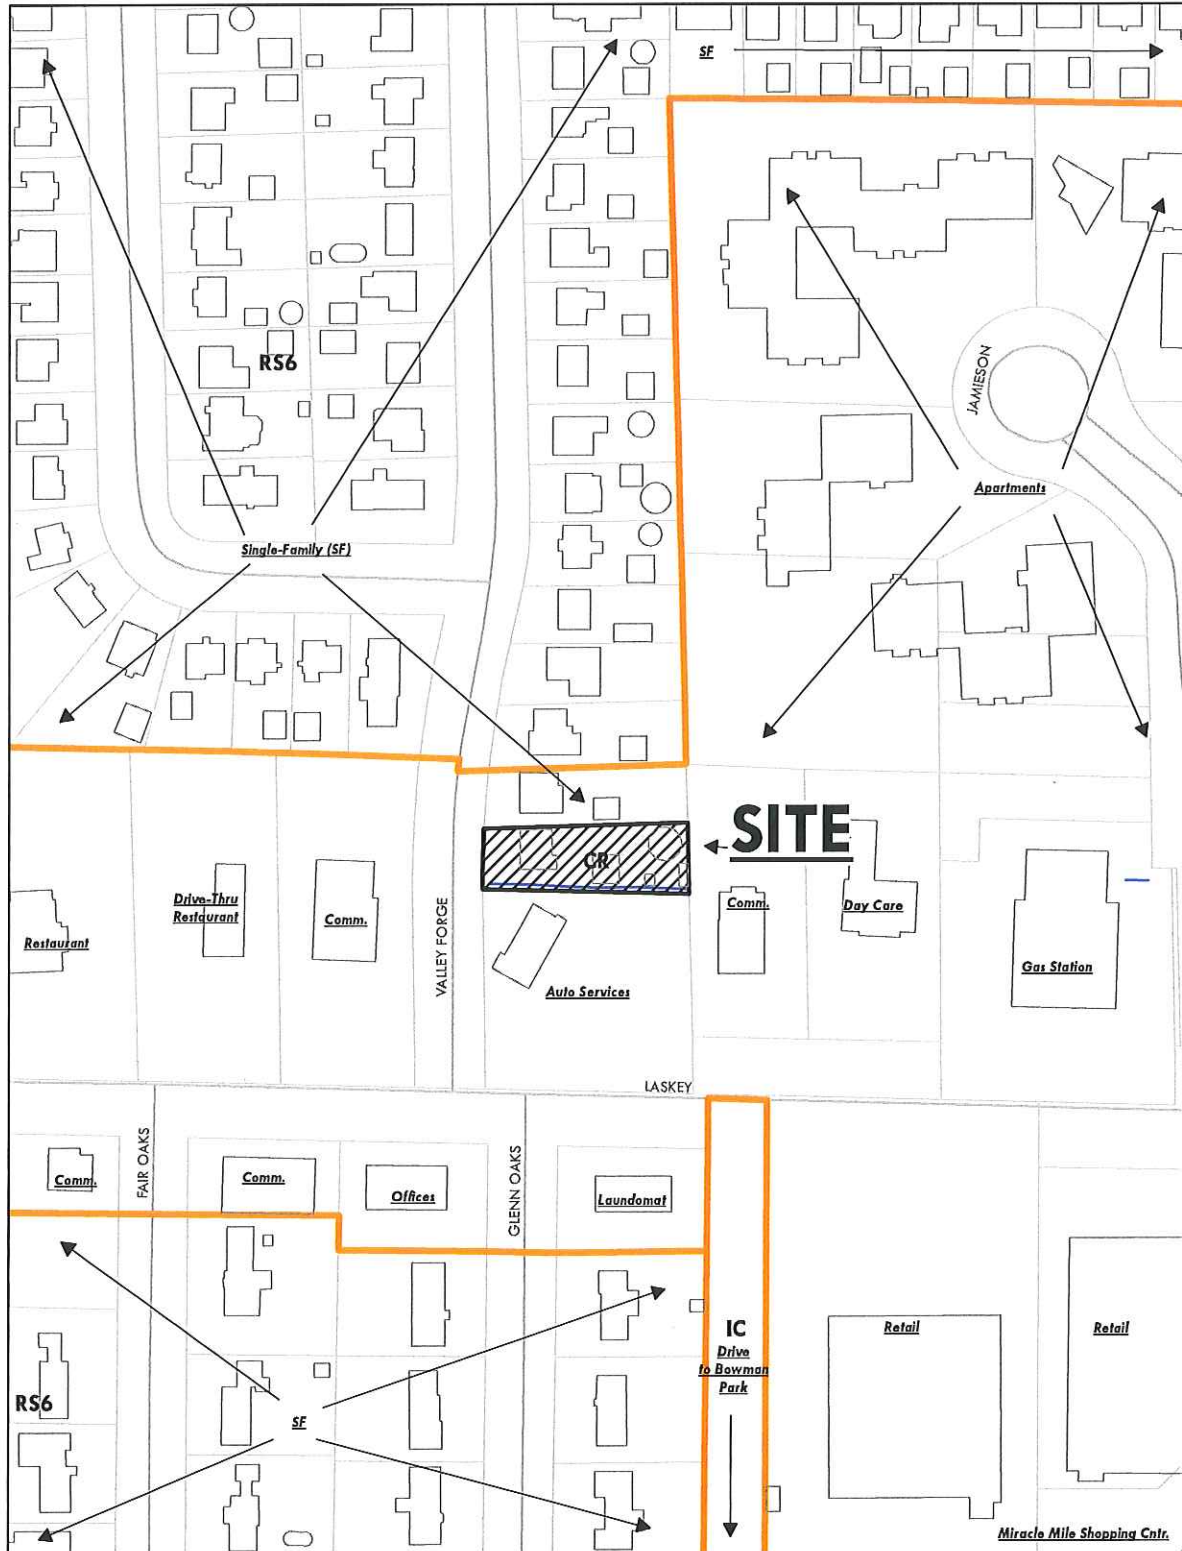 SF
RS6
JAMIESON
Apartments
Single-Family (SF)
SITE
CR
Drive-Thru
Restaurant
Comm.
Restaurant
VALLEY FORGE
Auto Services
Comm.
Day Care
Gas Station
LASKEY
Comm.
FAIR OAKS
Comm.
Offices
GLENN OAKS
Laundomat
IC
Drive
to Bowman
Park
Retail
Retail
RS6
SF
Miracle Mile Shopping Cntr.